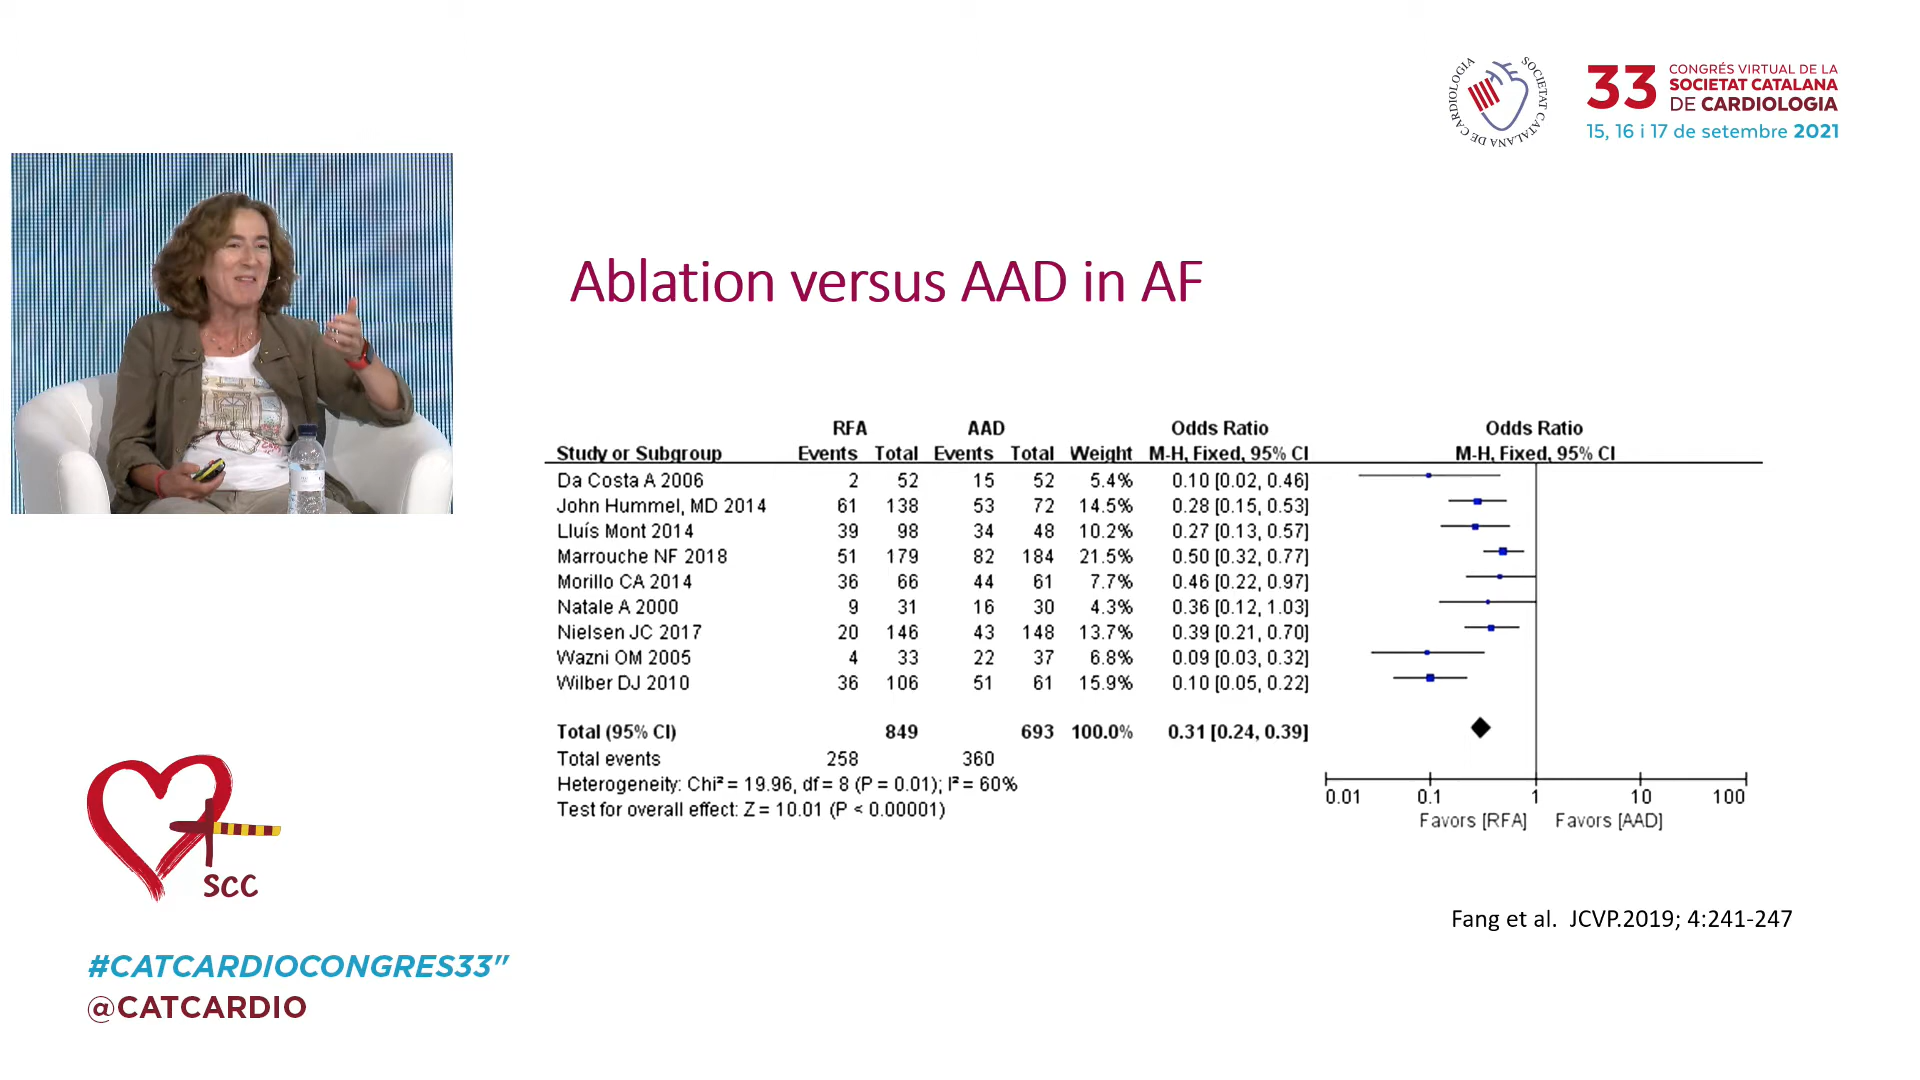 SOCIETAT CATALANA DE CARDIOLOGIA
33 CONGRÉS VIRTUAL DE LA
SOCIETAT CATALANA
DE CARDIOLOGIA
15, 16 i 17 de setembre 2021
Ablation versus AAD in AF
RFA AAD Odds Ratio Odds Ratio
Study or Subgroup Events Total Events Total Weight M-H, Fixed, 95% CI M-H, Fixed, 95% CI
Da Costa A 2006 2 52 15 52 5.4% 0.10 [0.02, 0.46]
John Hummel, MD 2014 61 138 53 72 14.5% 0.28 [0.15, 0.53]
Lluís Mont 2014 39 98 34 48 10.2% 0.27 [0.13, 0.57]
Marrouche NF 2018 51 179 82 184 21.5% 0.50 [0.32, 0.77]
Morillo CA 2014 36 66 44 61 7.7% 0.46 [0.22, 0.97]
Natale A 2000 9 31 16 30 4.3% 0.36 [0.12, 1.03]
Nielsen JC 2017 20 146 43 148 13.7% 0.39 [0.21, 0.70]
Wazni OM 2005 4 33 22 37 6.8% 0.09 [0.03, 0.32]
Wilber DJ 2010 36 106 51 61 15.9% 0.10 [0.05, 0.22]
Total (95% CI) 849 693 100.0% 0.31 [0.24, 0.39]
Total events 258 360
Heterogeneity: Chi² = 19.96, df = 8 (P = 0.01); I² = 60%
Test for overall effect: Z = 10.01 (P < 0.00001)
0.01 0.1 1 10 100
Favors [RFA] Favors [AAD]
Fang et al. JCVP.2019; 4:241-247
SCC
#CATCARDIOCONGRES33"
@CATCARDIO